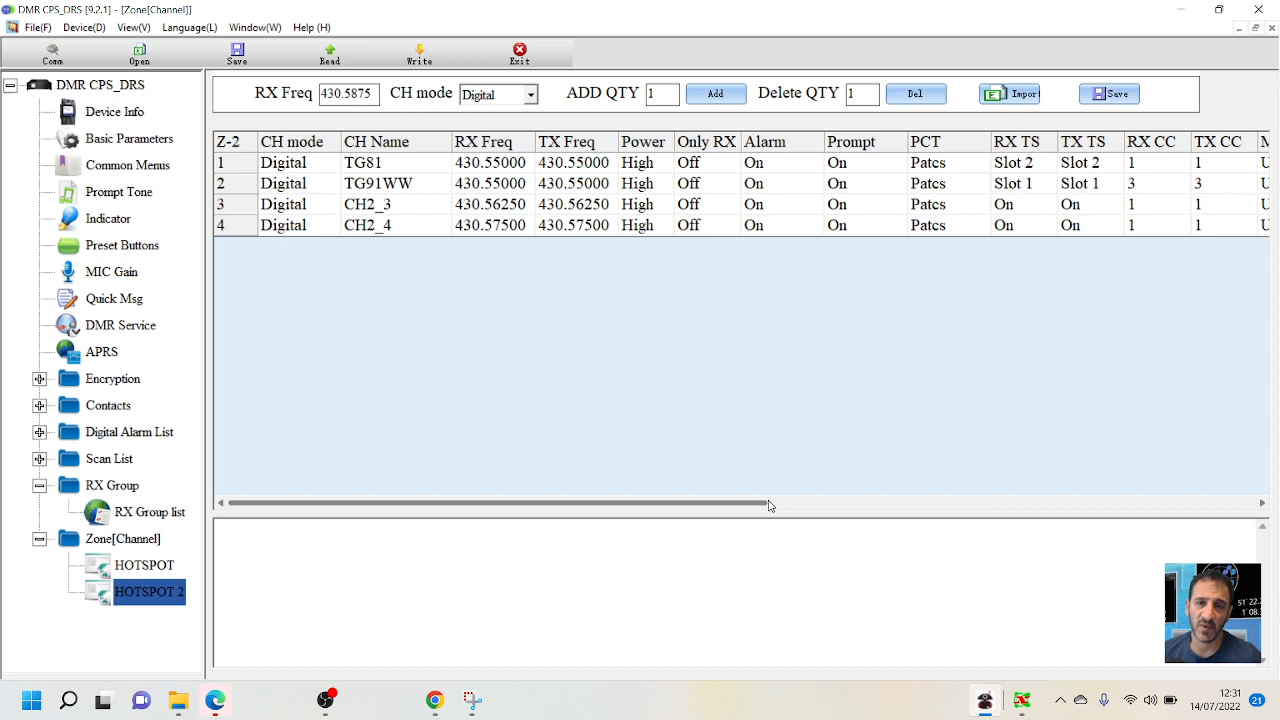 DMR CPS_DRS [9.2.1] - [Zone[Channel]]
File(F) Device(D) View(V) Language(L) Window(W) Help (H)
Comm Open Save Read Write Exit
DMR CPS_DRS
Device Info
Basic Parameters
Common Menus
Prompt Tone
Indicator
Preset Buttons
MIC Gain
Quick Msg
DMR Service
APRS
Encryption
Contacts
Digital Alarm List
Scan List
RX Group
RX Group list
Zone[Channel]
HOTSPOT
HOTSPOT 2
RX Freq 430.5875 CH mode Digital ADD QTY 1 Add Delete QTY 1 Del Import Save
Z-2 CH mode CH Name RX Freq TX Freq Power Only RX Alarm Prompt PCT RX TS TX TS RX CC TX CC
1 Digital TG81 430.55000 430.55000 High Off On On Patcs Slot 2 Slot 2 1 1 U
2 Digital TG91WW 430.55000 430.55000 High Off On On Patcs Slot 1 Slot 1 3 3 U
3 Digital CH2_3 430.56250 430.56250 High Off On On Patcs On On 1 1 U
4 Digital CH2_4 430.57500 430.57500 High Off On On Patcs On On 1 1 U
51°22.
1°08.
12:31
14/07/2022 21